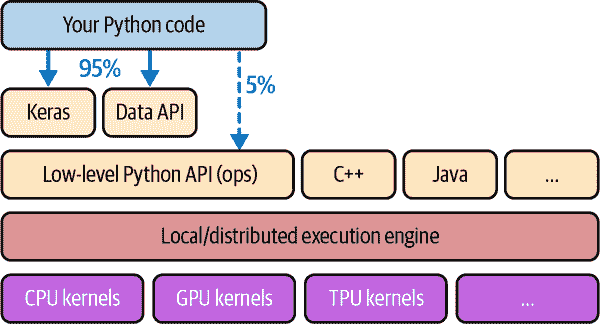 Your Python code
95%
5%
Keras
Data API
Low-level Python API (ops)
C++
Java
...
Local/distributed execution engine
CPU kernels
GPU kernels
TPU kernels
...